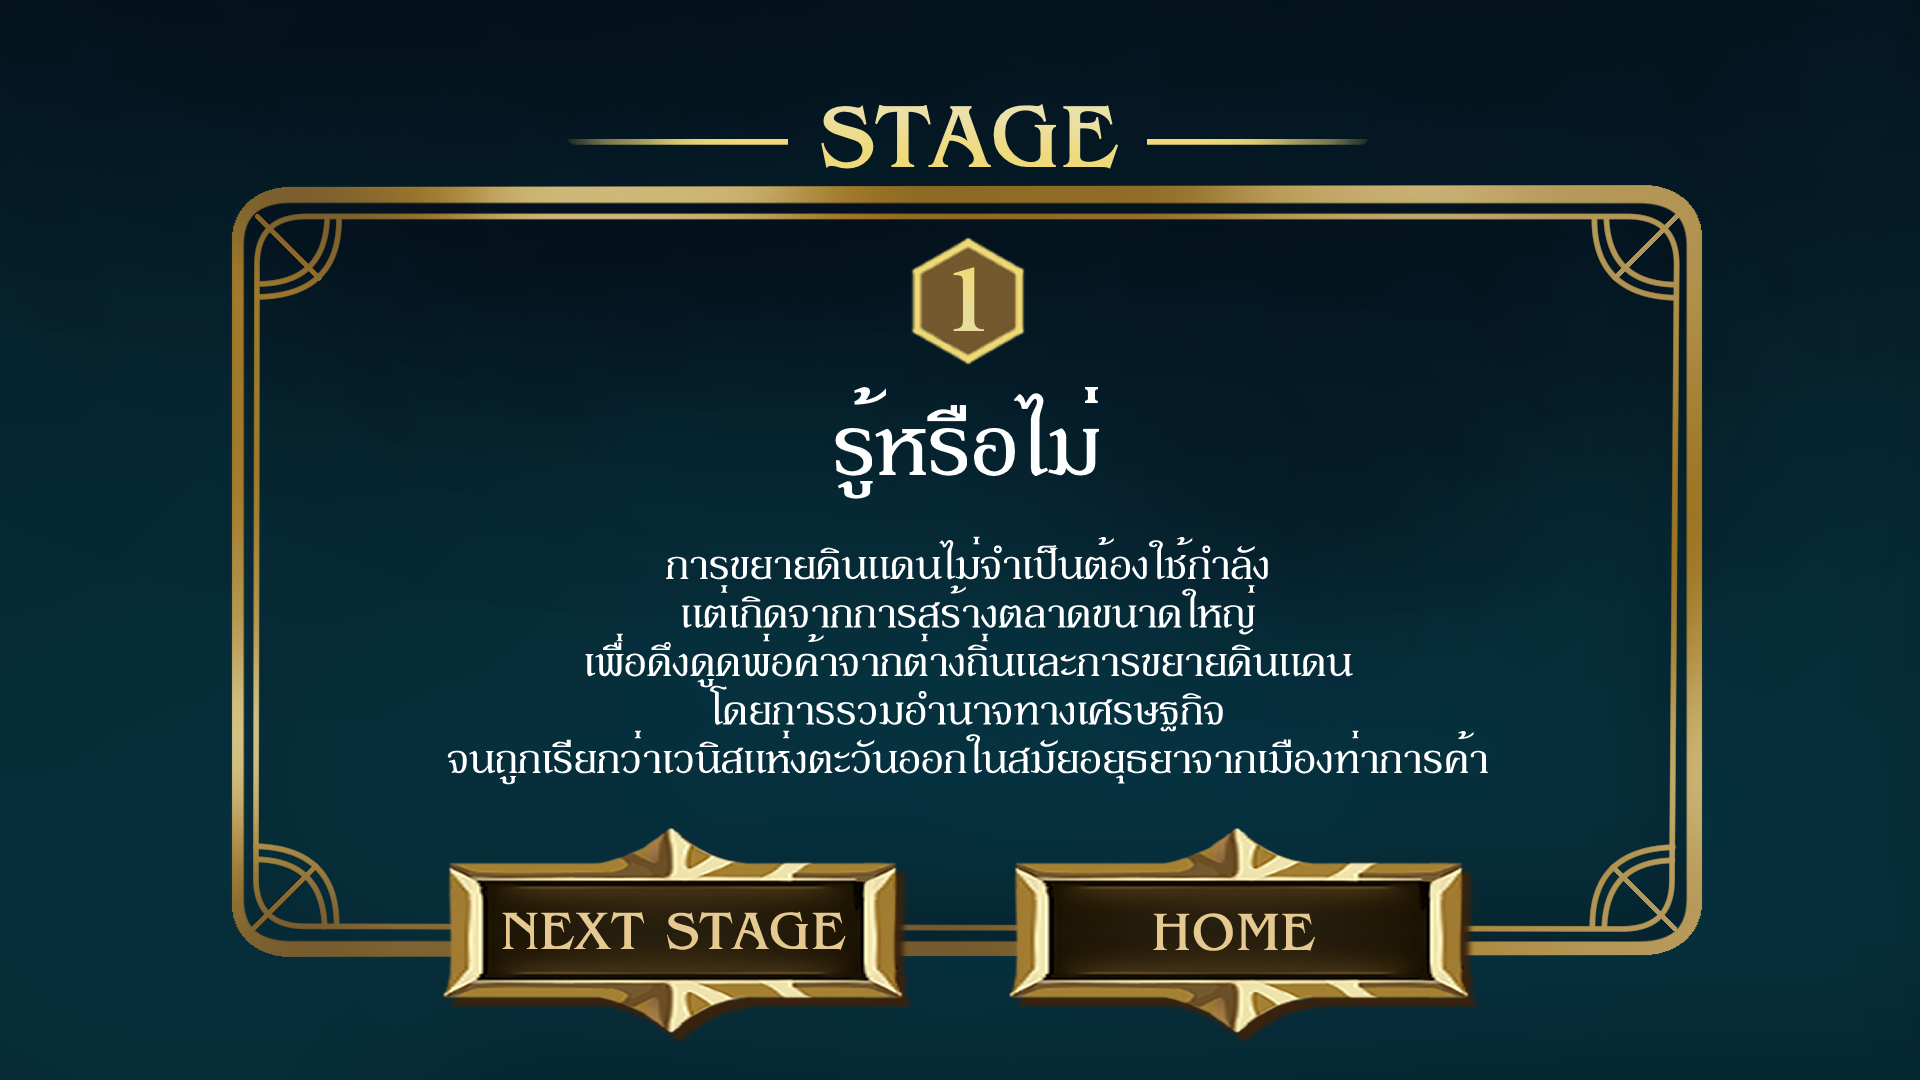 STAGE
1
รู้หรือไม่
การขยายดินแดนไม่จำเป็นต้องใช้กำลัง
แต่เกิดจากการสร้างตลาดขนาดใหญ่
เพื่อดึงดูดพ่อค้าจากต่างถิ่นและการขยายดินแดน
โดยการรวมอำนาจทางเศรษฐกิจ
จนถูกเรียกว่าเวนิสแห่งตะวันออกในสมัยอยุธยาจากเมืองท่าการค้า
NEXT STAGE
HOME